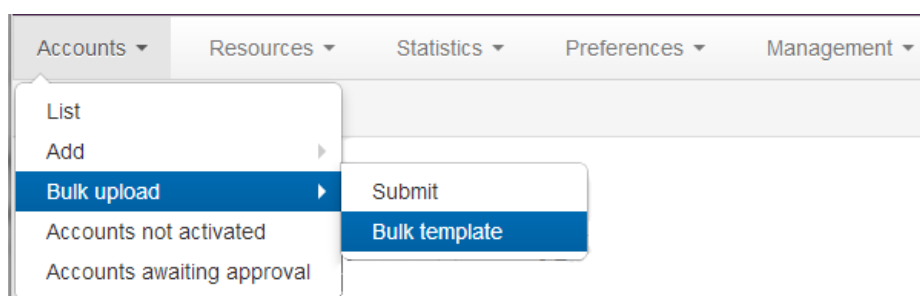 Accounts Resources Statistics Preferences Management
List
Add
Bulk upload
Submit
Accounts not activated
Bulk template
Accounts awaiting approval